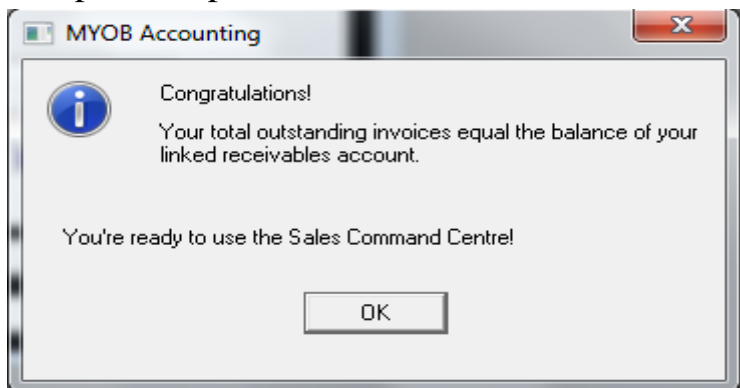 MYOB Accounting
Congratulations!
Your total outstanding invoices equal the balance of your
linked receivables account.
You're ready to use the Sales Command Centre!
OK